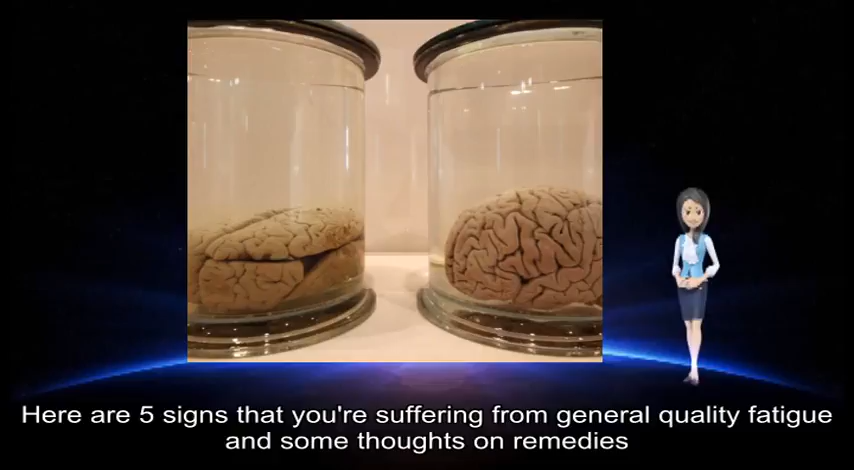 Here are 5 signs that you're suffering from general quality fatigue
and some thoughts on remedies